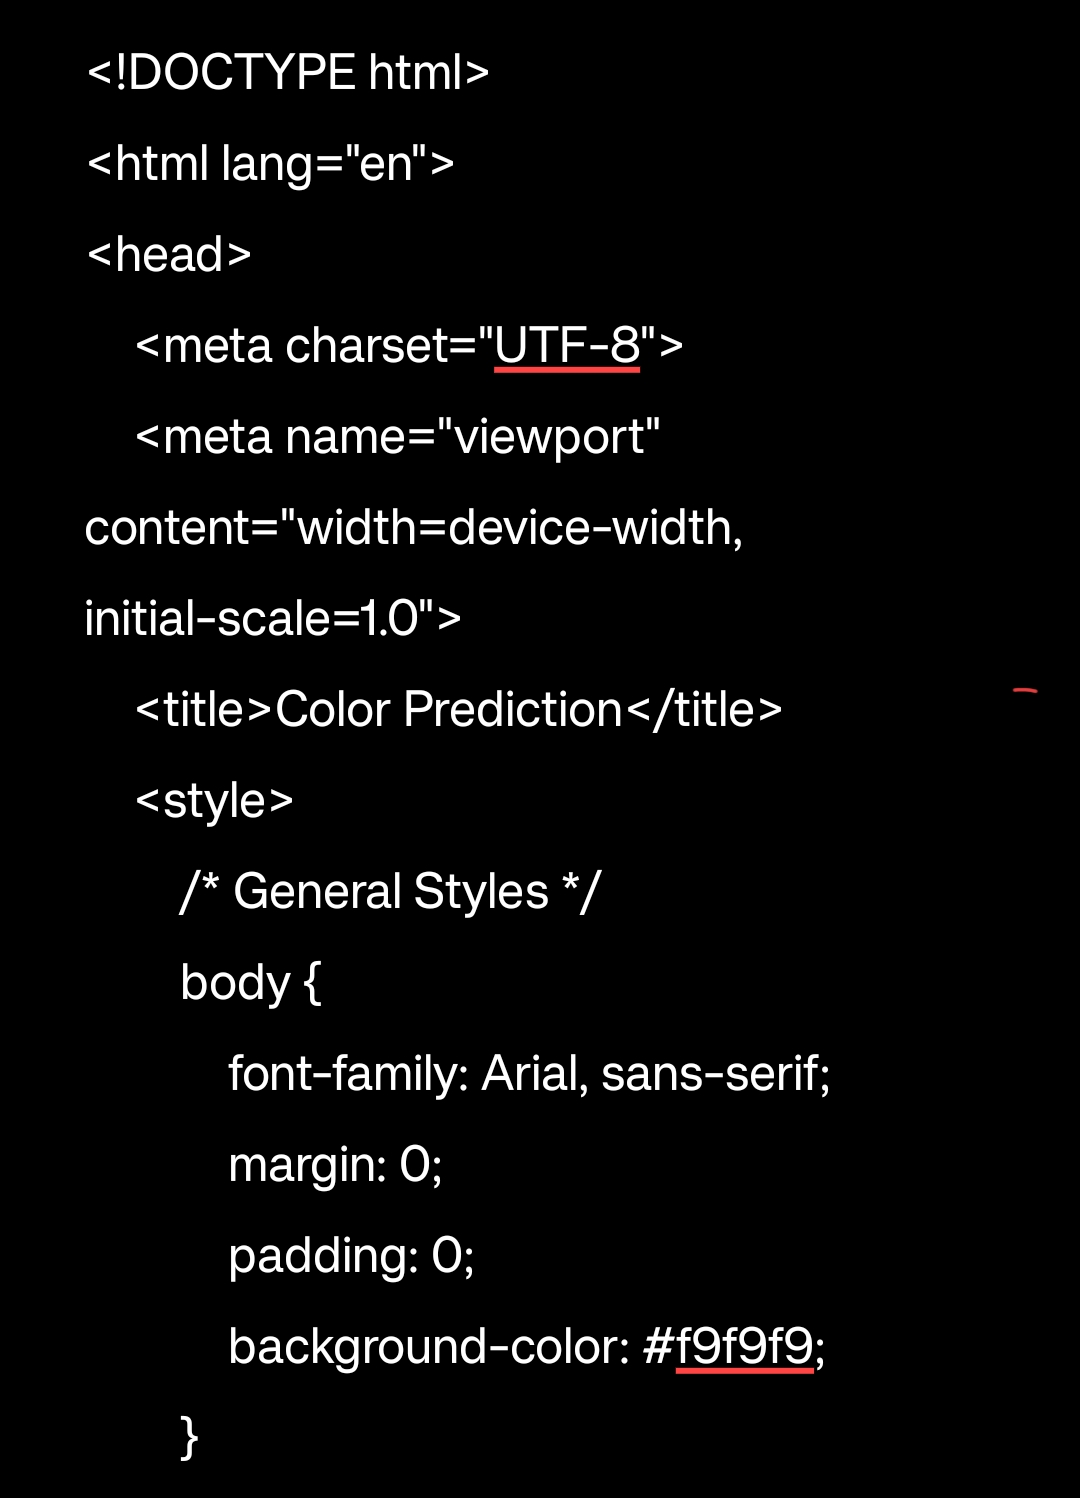 <!DOCTYPE html>
<html lang="en">
<head>
<meta charset="UTF-8">
<meta name="viewport"
content="width=device-width,
initial-scale=1.0">
<title>Color Prediction</title>
<style>
/* General Styles */
body {
font-family: Arial, sans-serif;
margin: 0;
padding: 0;
background-color: #f9f9f9;
}